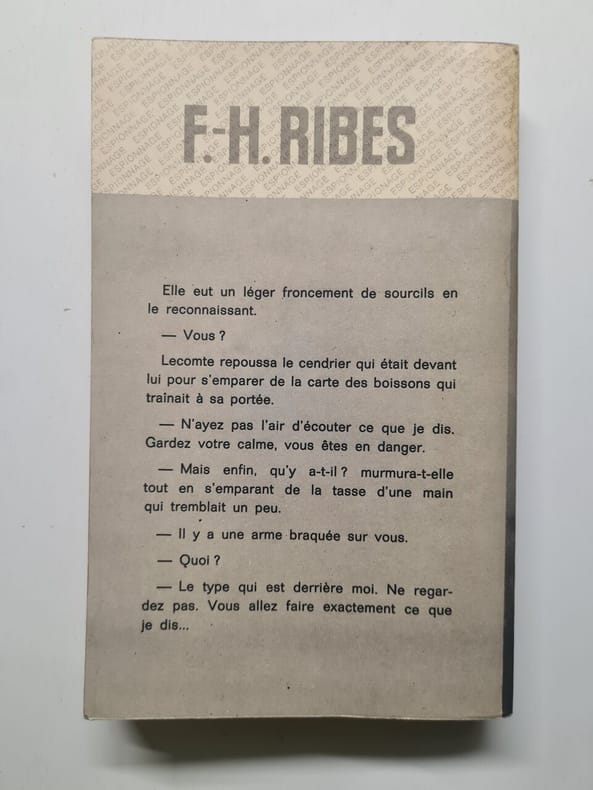 F.-H. RIBES
Elle eut un léger froncement de sourcils en
le reconnaissant.
— Vous ?
Lecomte repoussa le cendrier qui était devant
lui pour s'emparer de la carte des boissons qui
traînait à sa portée.
— N'ayez pas l'air d'écouter ce que je dis.
Gardez votre calme, vous êtes en danger.
— Mais enfin, qu'y a-t-il ? murmura-t-elle
tout en s'emparant de la tasse d'une main
qui tremblait un peu.
— Il y a une arme braquée sur vous.
— Quoi ?
— Le type qui est derrière moi. Ne regar-
dez pas. Vous allez faire exactement ce que
je dis...